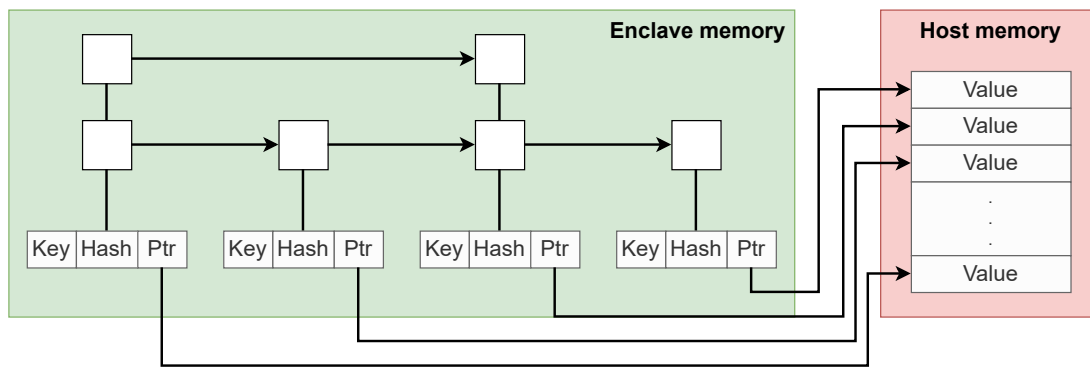 Enclave memory
Host memory
Value
Value
Value
.
.
.
Value
Key Hash Ptr
Key Hash Ptr
Key Hash Ptr
Key Hash Ptr